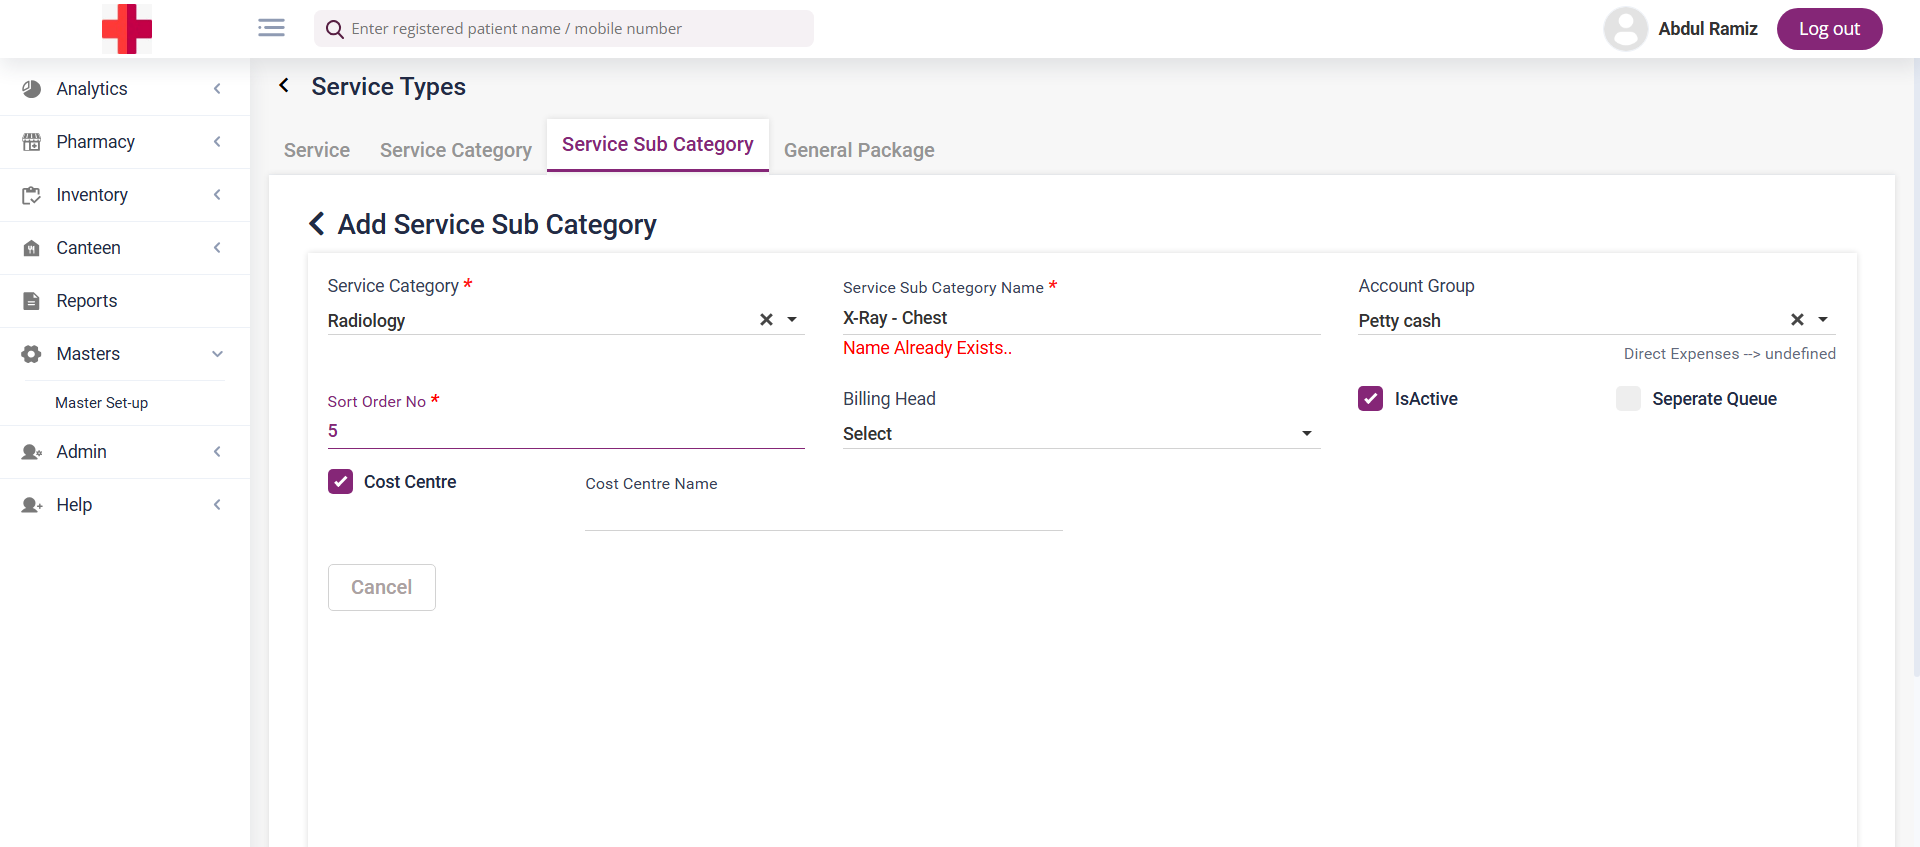 Enter registered patient name / mobile number
Abdul Ramiz
Log out
Analytics
Pharmacy
Inventory
Canteen
Reports
Masters
Master Set-up
Admin
Help
Service Types
Service
Service Category
Service Sub Category
General Package
Add Service Sub Category
Service Category *
Radiology
Service Sub Category Name *
X-Ray - Chest
Name Already Exists..
Account Group
Petty cash
Direct Expenses --> undefined
Sort Order No *
5
Billing Head
Select
IsActive
Seperate Queue
Cost Centre
Cost Centre Name
Cancel